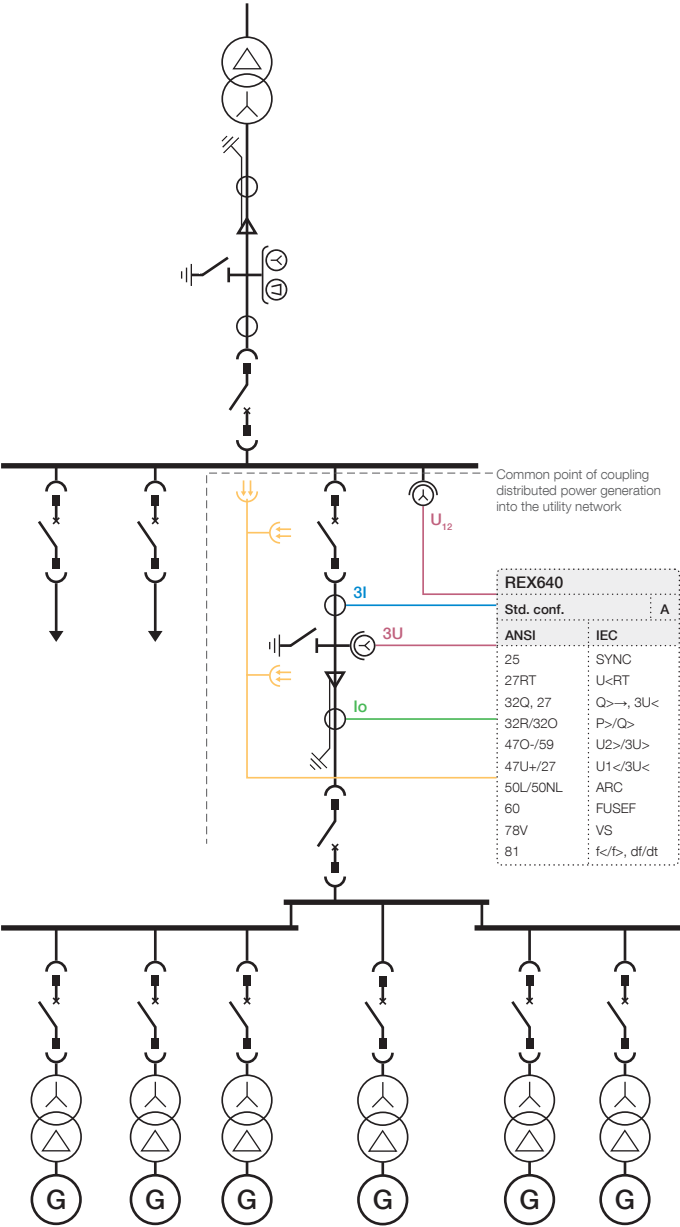 Common point of coupling
distributed power generation
into the utility network
U12
REX640
3I
Std. conf. A
ANSI IEC
3U
25 SYNC
27RT U<RT
32Q, 27 Q>→, 3U<
Io
32R/32O P>/Q>
47O-/59 U2>/3U>
47U+/27 U1</3U<
50L/50NL ARC
60 FUSEF
78V VS
81 f</f>, df/dt
G G G G G G